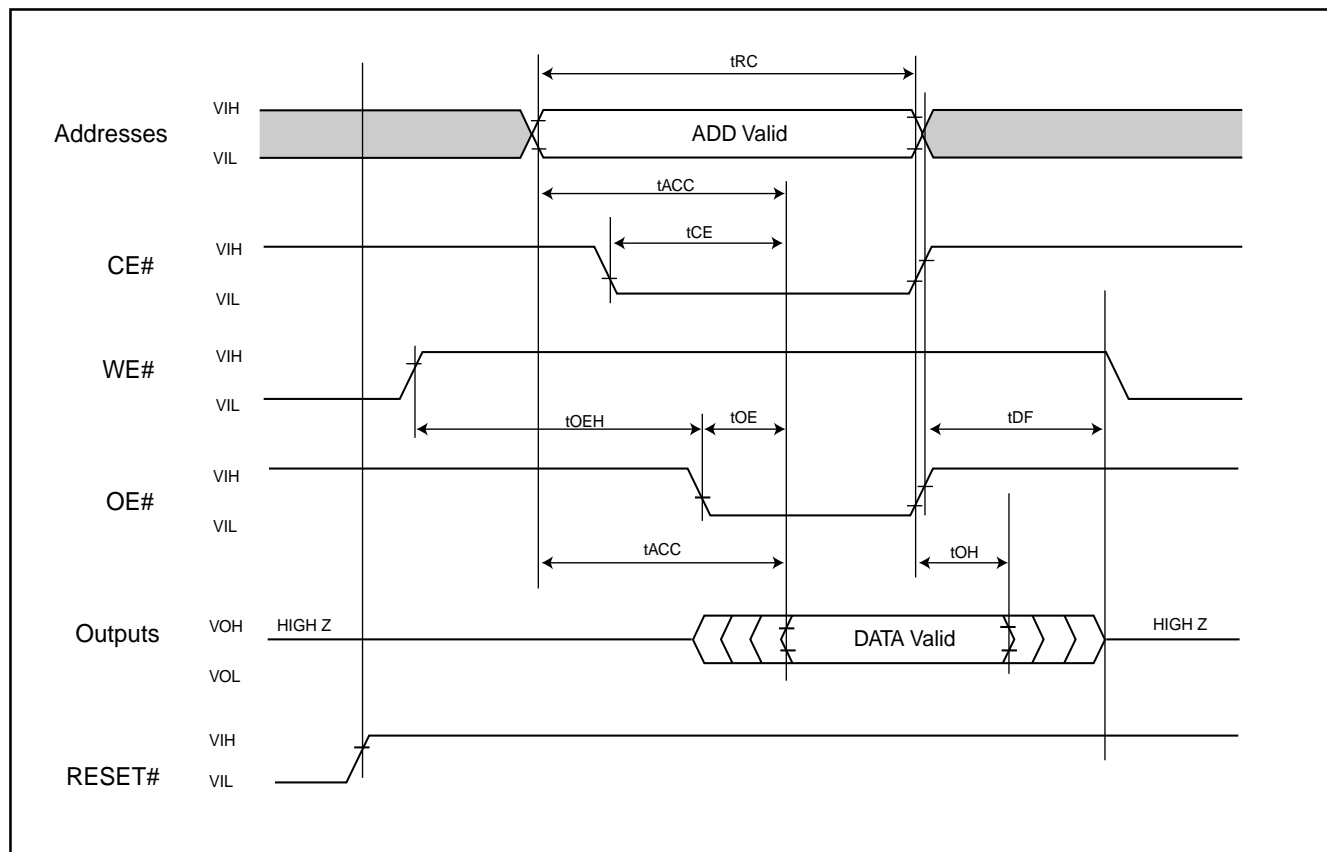 tRC
VIH
Addresses
ADD Valid
VIL
tACC
tCE
VIH
CE#
VIL
VIH
WE#
VIL
tOEH
tOE
tDF
VIH
OE#
VIL
tACC
tOH
Outputs
VOH
HIGH Z
DATA Valid
HIGH Z
VOL
VIH
RESET#
VIL